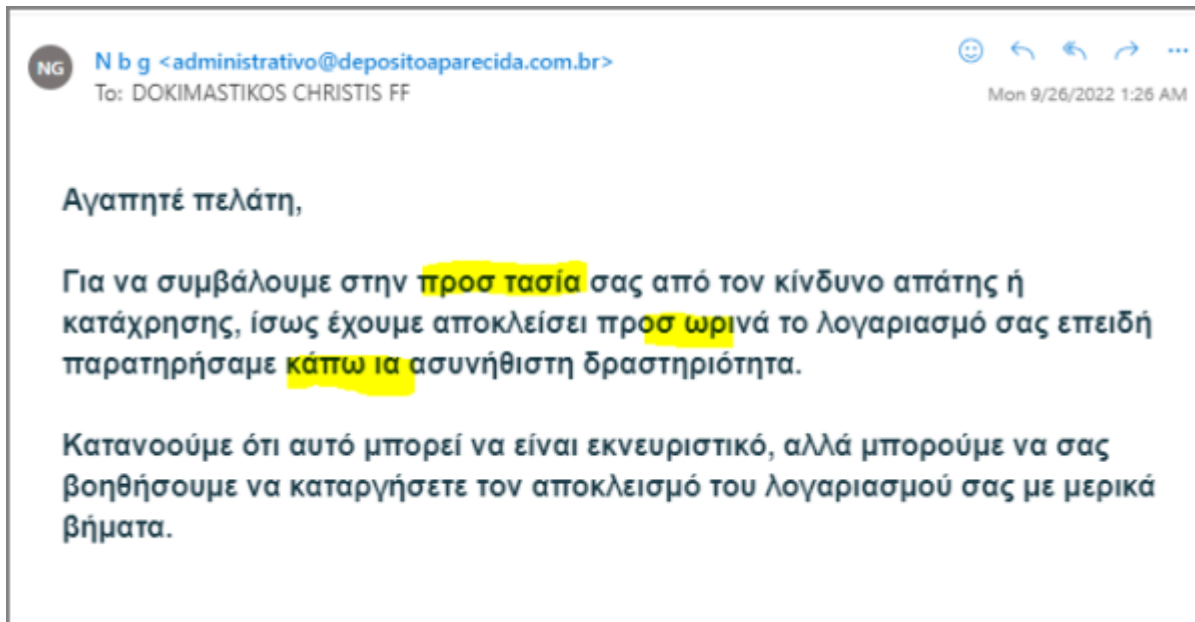 NG
N b g <administrativo@depositoaparecida.com.br>
To: DOKIMASTIKOS CHRISTIS FF
Mon 9/26/2022 1:26 AM
Αγαπητέ πελάτη,
Για να συμβάλουμε στην προσ τασία σας από τον κίνδυνο απάτης ή
κατάχρησης, ίσως έχουμε αποκλείσει προσ ωρινά το λογαριασμό σας επειδή
παρατηρήσαμε κάπω ια ασυνήθιστη δραστηριότητα.
Κατανοούμε ότι αυτό μπορεί να είναι εκνευριστικό, αλλά μπορούμε να σας
βοηθήσουμε να καταργήσετε τον αποκλεισμό του λογαριασμού σας με μερικά
βήματα.